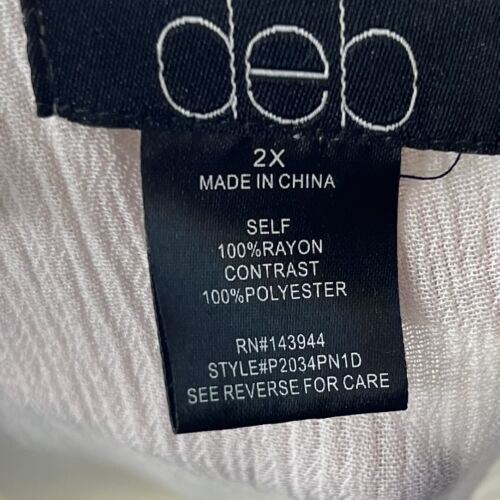 deb
2X
MADE IN CHINA
SELF
100%RAYON
CONTRAST
100%POLYESTER
RN#143944
STYLE#P2034PN1D
SEE REVERSE FOR CARE